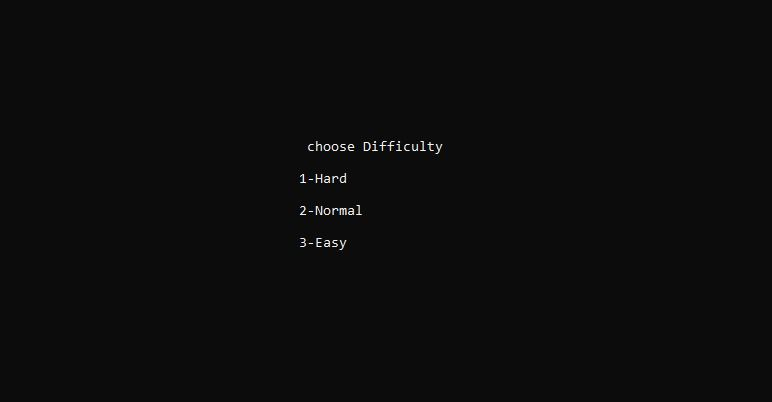 choose Difficulty
1-Hard
2-Normal
3-Easy